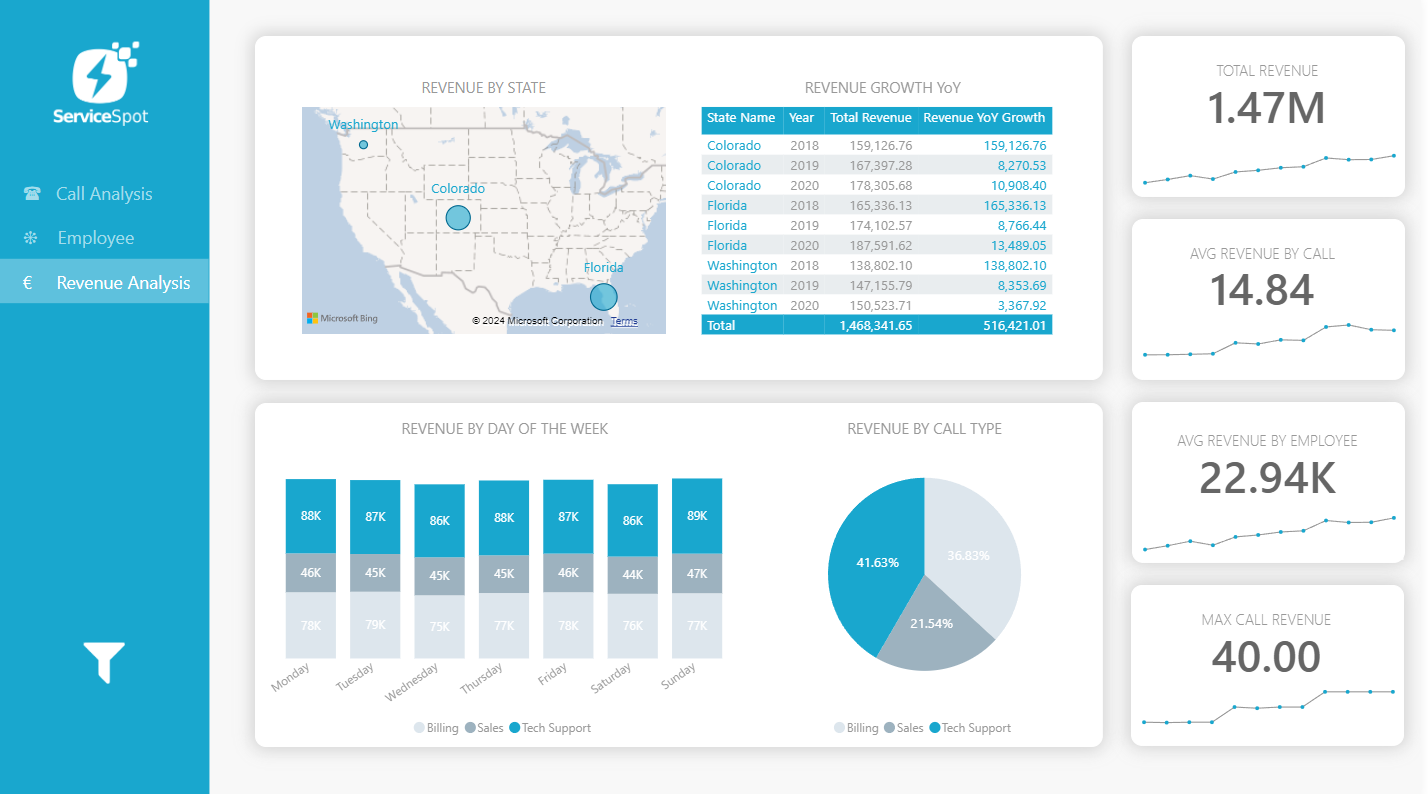 ServiceSpot
Call Analysis
Employee
€ Revenue Analysis
REVENUE BY STATE
Washington
Colorado
Florida
Microsoft Bing
© 2024 Microsoft Corporation Terms
REVENUE GROWTH YoY
State Name Year Total Revenue Revenue YoY Growth
Colorado 2018 159,126.76 159,126.76
Colorado 2019 167,397.28 8,270.53
Colorado 2020 178,305.68 10,908.40
Florida 2018 165,336.13 165,336.13
Florida 2019 174,102.57 8,766.44
Florida 2020 187,591.62 13,489.05
Washington 2018 138,802.10 138,802.10
Washington 2019 147,155.79 8,353.69
Washington 2020 150,523.71 3,367.92
Total 1,468,341.65 516,421.01
TOTAL REVENUE
1.47M
AVG REVENUE BY CALL
14.84
AVG REVENUE BY EMPLOYEE
22.94K
MAX CALL REVENUE
40.00
REVENUE BY DAY OF THE WEEK
88K 87K 86K 88K 87K 86K 89K
46K 45K 45K 45K 46K 44K 47K
78K 79K 75K 77K 78K 76K 77K
Monday Tuesday Wednesday Thursday Friday Saturday Sunday
Billing Sales Tech Support
REVENUE BY CALL TYPE
41.63%
36.83%
21.54%
Billing Sales Tech Support